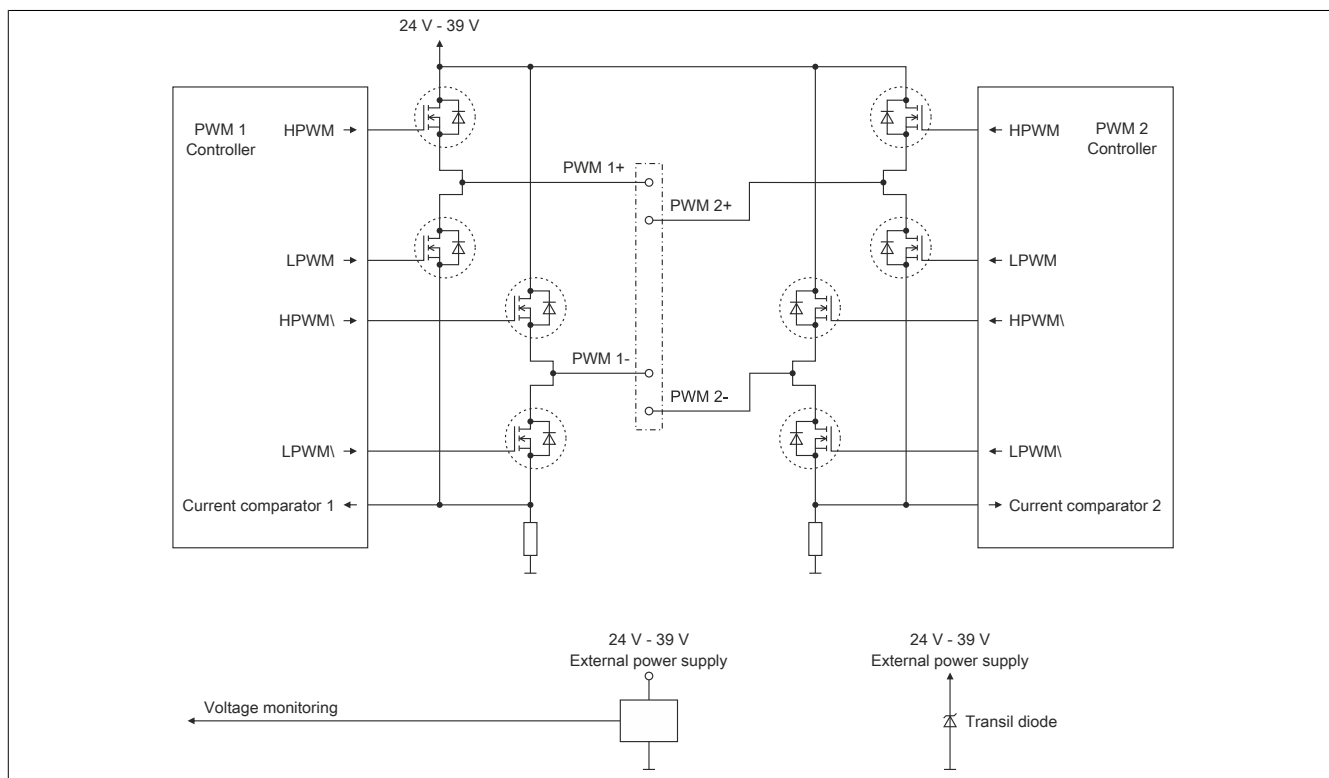 24 V - 39 V
PWM 1
Controller
HPWM
LPWM
HPWM\
LPWM\
Current comparator 1
PWM 1+
PWM 2+
PWM 1-
PWM 2-
HPWM
PWM 2
Controller
LPWM
HPWM\
LPWM\
Current comparator 2
24 V - 39 V
External power supply
Voltage monitoring
24 V - 39 V
External power supply
Transil diode